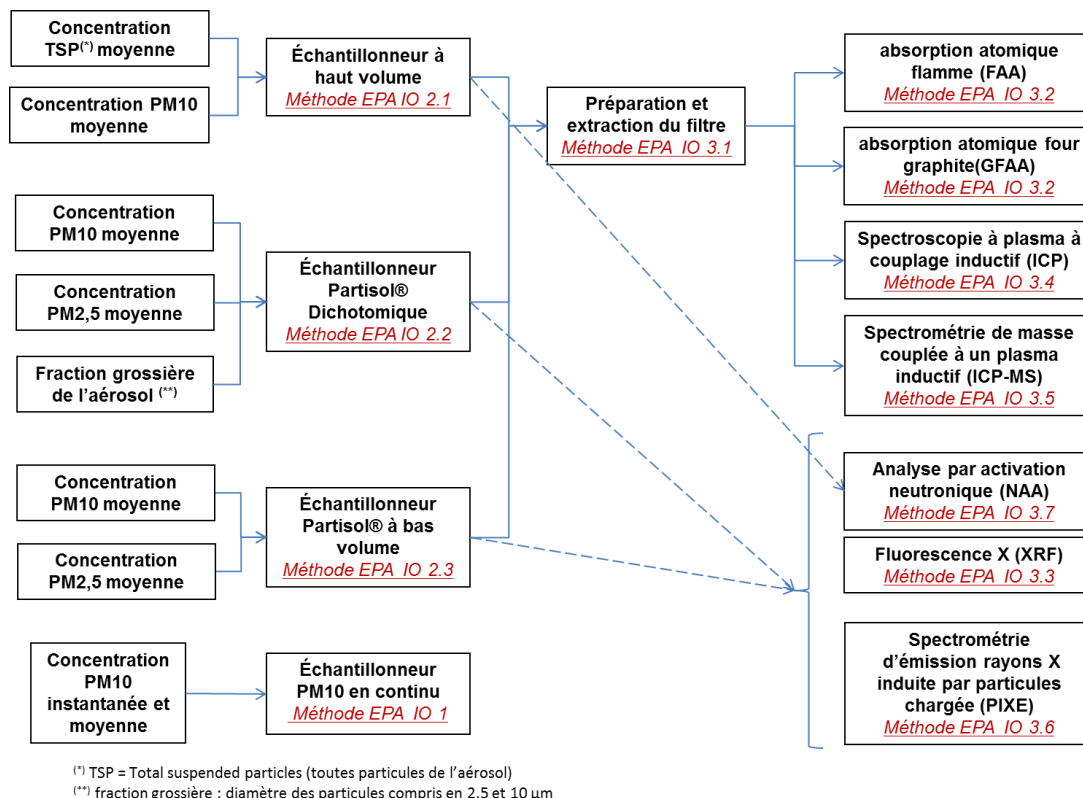 Concentration
TSP(*) moyenne
Concentration PM10
moyenne
Échantillonneur à
haut volume
Méthode EPA IO 2.1
Concentration
PM10 moyenne
Concentration
PM2,5 moyenne
Fraction grossière
de l’aérosol (**)
Échantillonneur
Partisol®
Dichotomique
Méthode EPA IO 2.2
Concentration
PM10 moyenne
Concentration
PM2,5 moyenne
Échantillonneur
Partisol® à bas
volume
Méthode EPA IO 2.3
Concentration
PM10
instantanée et
moyenne
Échantillonneur
PM10 en continu
Méthode EPA IO 1
Préparation et
extraction du filtre
Méthode EPA IO 3.1
absorption atomique
flamme (FAA)
Méthode EPA IO 3.2
absorption atomique four
graphite(GFAA)
Méthode EPA IO 3.2
Spectroscopie à plasma à
couplage inductif (ICP)
Méthode EPA IO 3.4
Spectrométrie de masse
couplée à un plasma
inductif (ICP-MS)
Méthode EPA IO 3.5
Analyse par activation
neutronique (NAA)
Méthode EPA IO 3.7
Fluorescence X (XRF)
Méthode EPA IO 3.3
Spectrométrie
d’émission rayons X
induite par particules
chargée (PIXE)
Méthode EPA IO 3.6
(*) TSP = Total suspended particles (toutes particules de l’aérosol)
(**) fraction grossière : diamètre des particules compris en 2.5 et 10 µm